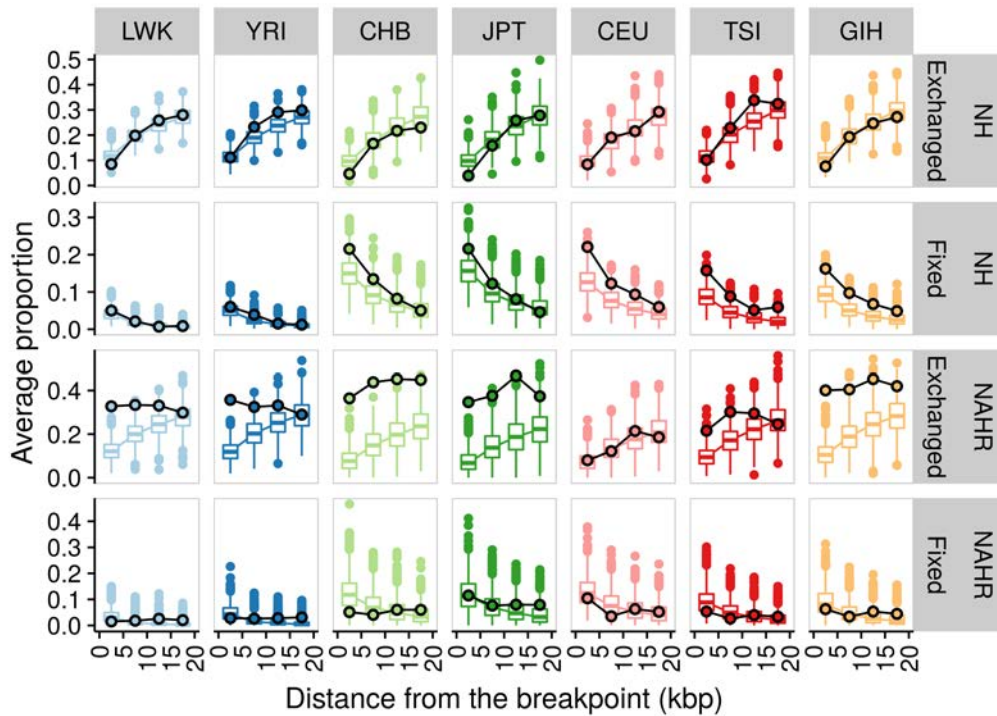 LWK YRI CHB JPT CEU TSI GIH
0.5
0.4
0.3
0.2
0.1
0.0
Exchanged
NH
0.3
0.2
0.1
0.0
Fixed
NH
Average proportion
0.4
0.2
0.0
Exchanged
NAHR
0.4
0.3
0.2
0.1
0.0
Fixed
NAHR
0 5 10 15 20 0 5 10 15 20 0 5 10 15 20 0 5 10 15 20 0 5 10 15 20 0 5 10 15 20 0 5 10 15 20
Distance from the breakpoint (kbp)